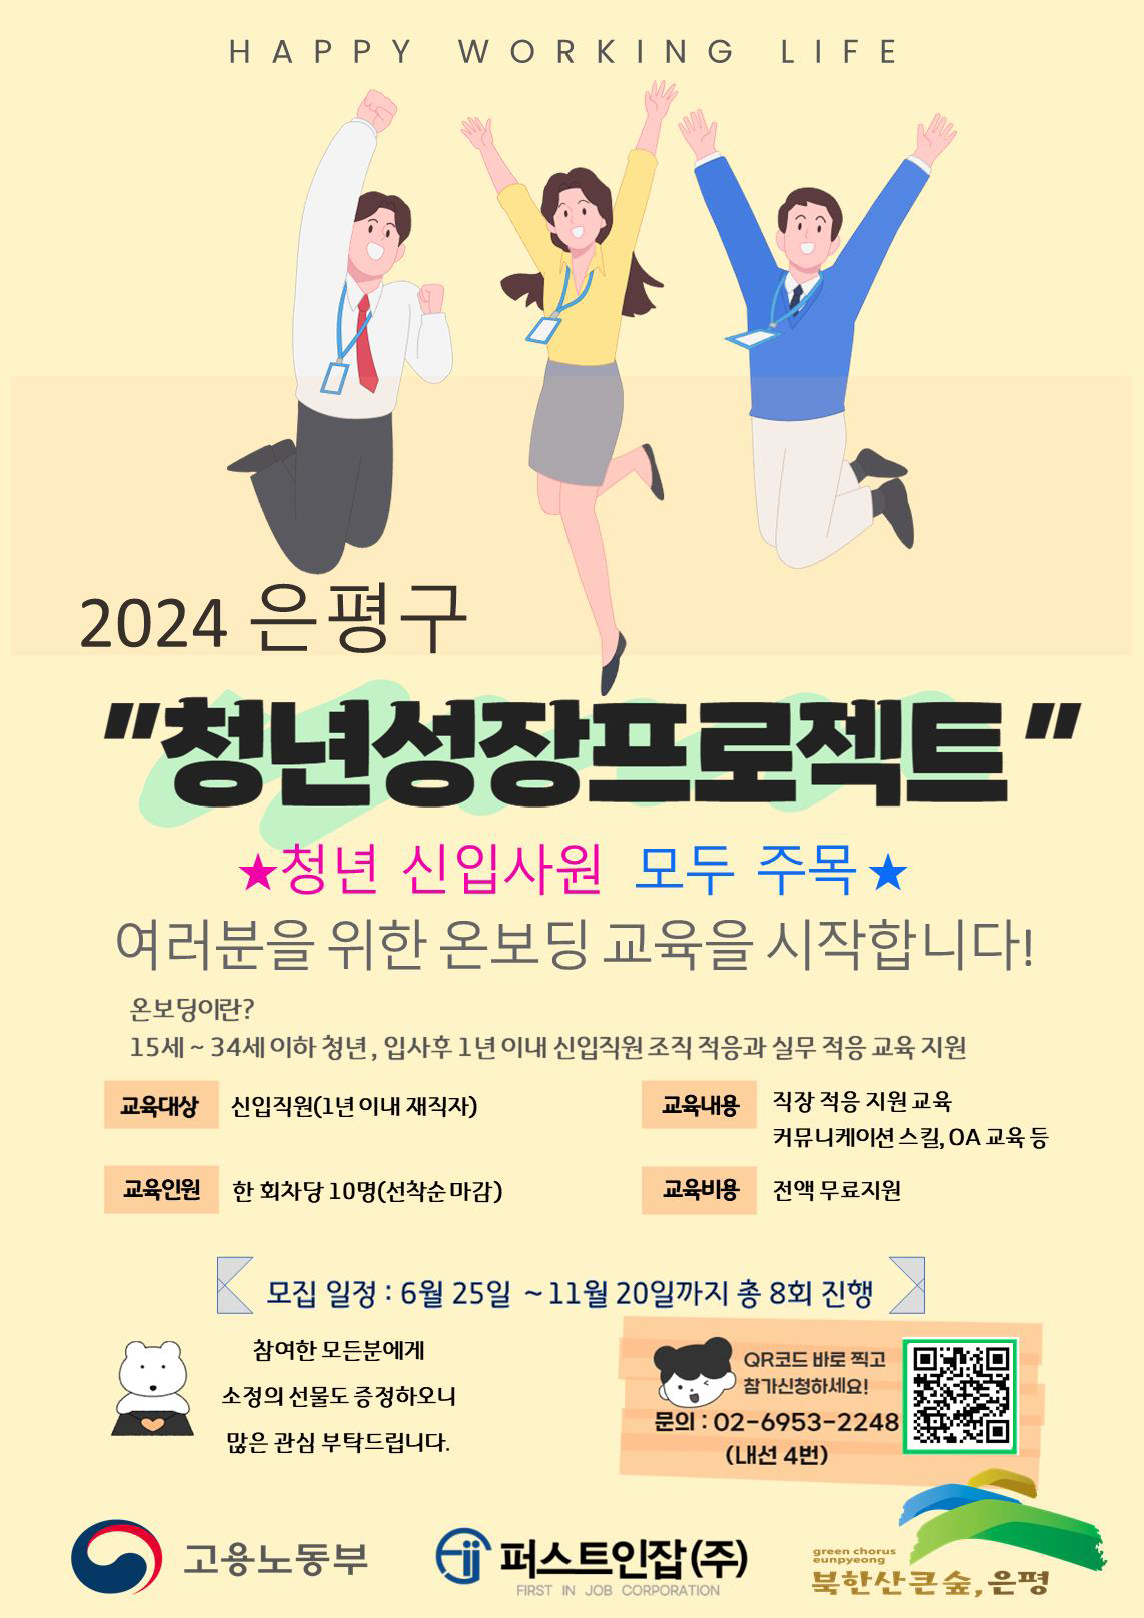 HAPPY WORKING LIFE
2024 은평구
"청년성장프로젝트"
★청년 신입사원 모두 주목★
여러분을 위한 온보딩 교육을 시작합니다!
온보딩이란?
15세 ~ 34세 이하 청년, 입사후 1년 이내 신입직원 조직 적응과 실무 적응 교육 지원
교육대상 신입직원(1년 이내 재직자)
교육내용 직장 적응 지원 교육
커뮤니케이션 스킬, OA 교육 등
교육인원 한 회차당 10명(선착순 마감)
교육비용 전액 무료지원
모집 일정 : 6월 25일 ~ 11월 20일까지 총 8회 진행
참여한 모든분에게
소정의 선물도 증정하오니
많은 관심 부탁드립니다.
QR코드 바로 찍고
참가신청하세요!
문의 : 02-6953-2248
(내선 4번)
고용노동부
퍼스트인잡(주)
FIRST IN JOB CORPORATION
green chorus
eunpyeong
북한산큰숲, 은평